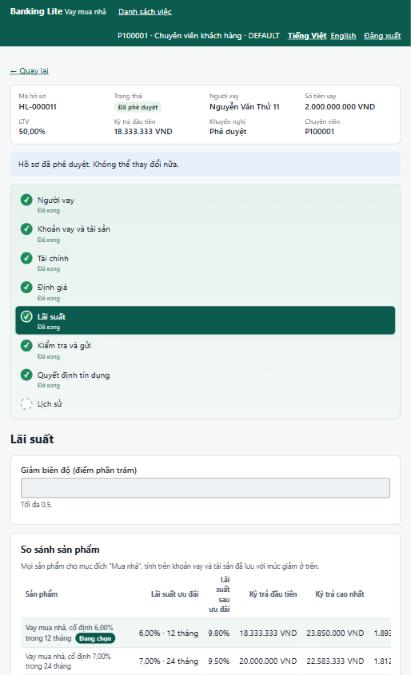 Banking Lite Vay mua nhà Danh sách việc
P100001 · Chuyên viên khách hàng · DEFAULT Tiếng Việt English Đăng xuất
← Quay lại
Mã hồ sơ Trạng thái Người vay Số tiền vay
HL-000011 Đã phê duyệt Nguyễn Văn Thử 11 2.000.000.000 VND
LTV Kỳ trả đầu tiên Khuyến nghị Chuyên viên
50,00% 18.333.333 VND Phê duyệt P100001
Hồ sơ đã phê duyệt. Không thể thay đổi nữa.
Người vay
Đã xong
Khoản vay và tài sản
Đã xong
Tài chính
Đã xong
Định giá
Đã xong
Lãi suất
Đã xong
Kiểm tra và gửi
Đã xong
Quyết định tín dụng
Đã xong
Lịch sử
Lãi suất
Giảm biên độ (điểm phần trăm)
Tối đa 0,5.
So sánh sản phẩm
Mọi sản phẩm cho mục đích "Mua nhà", tính trên khoản vay và tài sản đã lưu với mức giảm ở trên.
Sản phẩm Lãi suất ưu đãi Lãi suất sau ưu đãi Kỳ trả đầu tiên Kỳ trả cao nhất
Vay mua nhà, cố định 6,00% trong 12 tháng Đang chọn 6,00% · 12 tháng 9,80% 18.333.333 VND 23.850.000 VND 1.893
Vay mua nhà, cố định 7,00% trong 24 tháng 7,00% · 24 tháng 9,50% 20.000.000 VND 22.583.333 VND 1.812